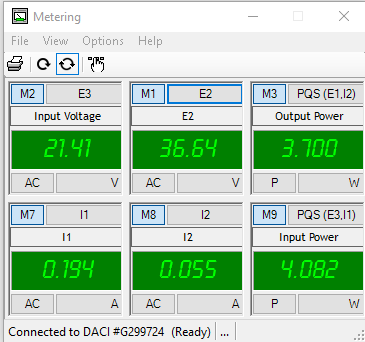 Metering
File View Options Help
M2 E3 M1 E2 M3 PQS (E1,I2)
Input Voltage E2 Output Power
21.41 36.64 3.700
AC V AC V P W
M7 I1 M8 I2 M9 PQS (E3,I1)
I1 I2 Input Power
0.194 0.055 4.082
AC A AC A P W
Connected to DACI #G299724 (Ready) ...